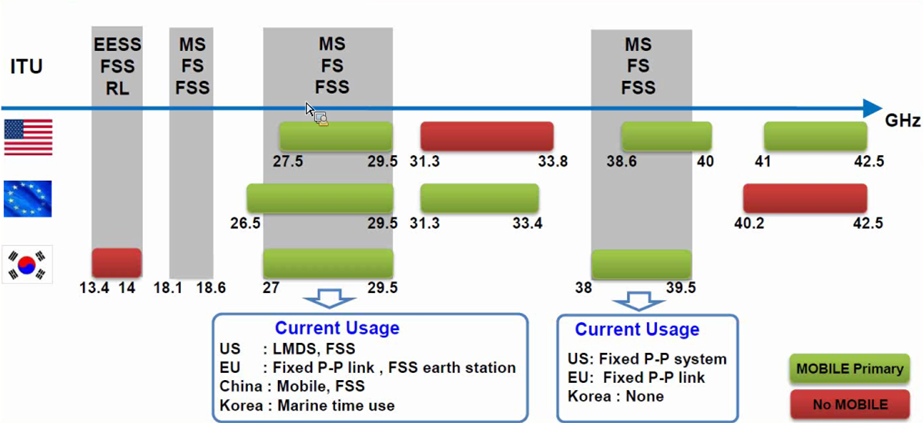 EESS
FSS
RL
MS
FS
FSS
MS
FS
FSS
MS
FS
FSS
ITU
GHz
27.5 29.5 31.3 33.8 38.6 40 41 42.5
26.5 29.5 31.3 33.4 40.2 42.5
13.4 14 18.1 18.6 27 29.5 38 39.5
Current Usage
US : LMDS, FSS
EU : Fixed P-P link , FSS earth station
China : Mobile, FSS
Korea : Marine time use
Current Usage
US: Fixed P-P system
EU: Fixed P-P link
Korea : None
MOBILE Primary
No MOBILE